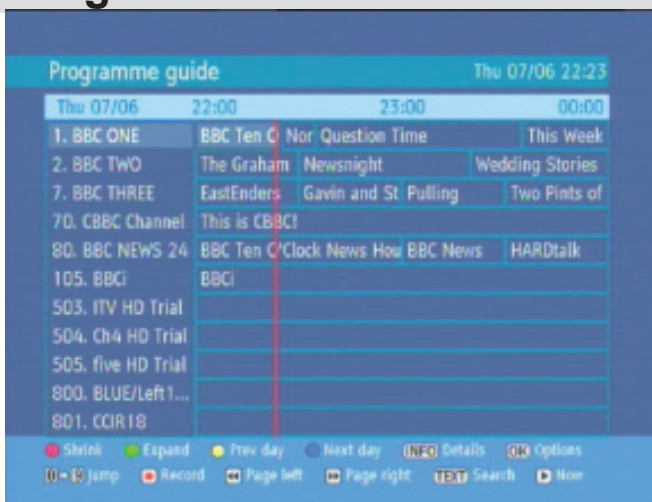 Programme guide Thu 07/06 22:23
Thu 07/06 22:00 23:00 00:00
1. BBC ONE BBC Ten C Nor Question Time This Week
2. BBC TWO The Graham Newsnight Wedding Stories
7. BBC THREE EastEnders Gavin and St Pulling Two Pints of
70. CBBC Channel This is CBBC!
80. BBC NEWS 24 BBC Ten O'Clock News Hou BBC News HARDtalk
105. BBCi BBCi
503. ITV HD Trial
504. Ch4 HD Trial
505. five HD Trial
800. BLUE/Left1...
801. CCIR18
Shrink Expand Prev day Next day INFO Details OK Options
0-9 Jump Record Page left Page right TEXT Search Now